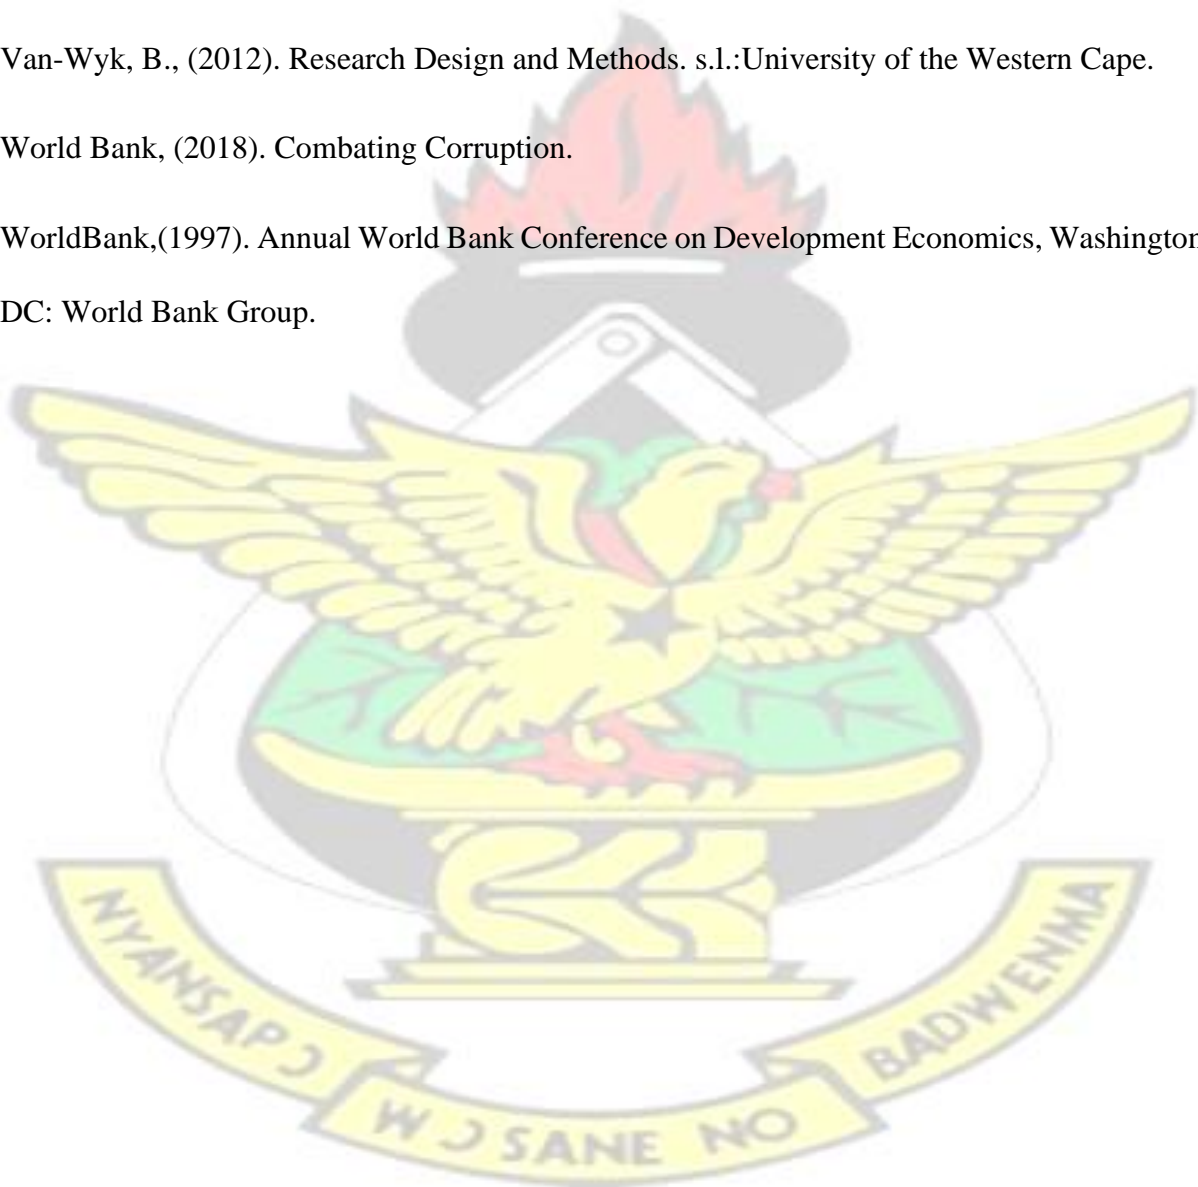 Van-Wyk, B., (2012). Research Design and Methods. s.l.:University of the Western Cape.
World Bank, (2018). Combating Corruption.
WorldBank,(1997). Annual World Bank Conference on Development Economics, Washington
DC: World Bank Group.
NYANSAPƆ
WƆSANE NO
BADWENMA